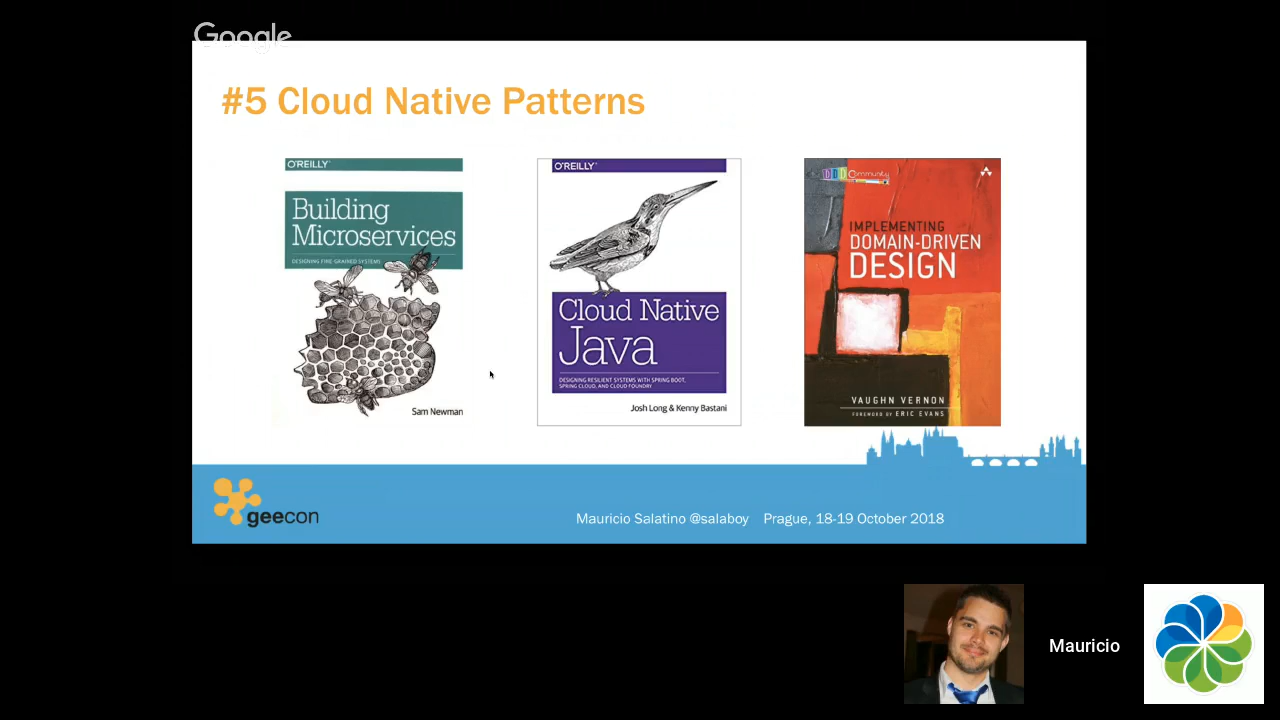 Google
#5 Cloud Native Patterns
O'REILLY
Building
Microservices
DESIGNING FINE-GRAINED SYSTEMS
Sam Newman
O'REILLY
Cloud Native
Java
DESIGNING RESILIENT SYSTEMS WITH SPRING BOOT,
SPRING CLOUD, AND CLOUD FOUNDRY
Josh Long & Kenny Bastani
DDD Community
IMPLEMENTING
DOMAIN-DRIVEN
DESIGN
VAUGHN VERNON
FOREWORD BY ERIC EVANS
geecon
Mauricio Salatino @salaboy Prague, 18-19 October 2018
Mauricio